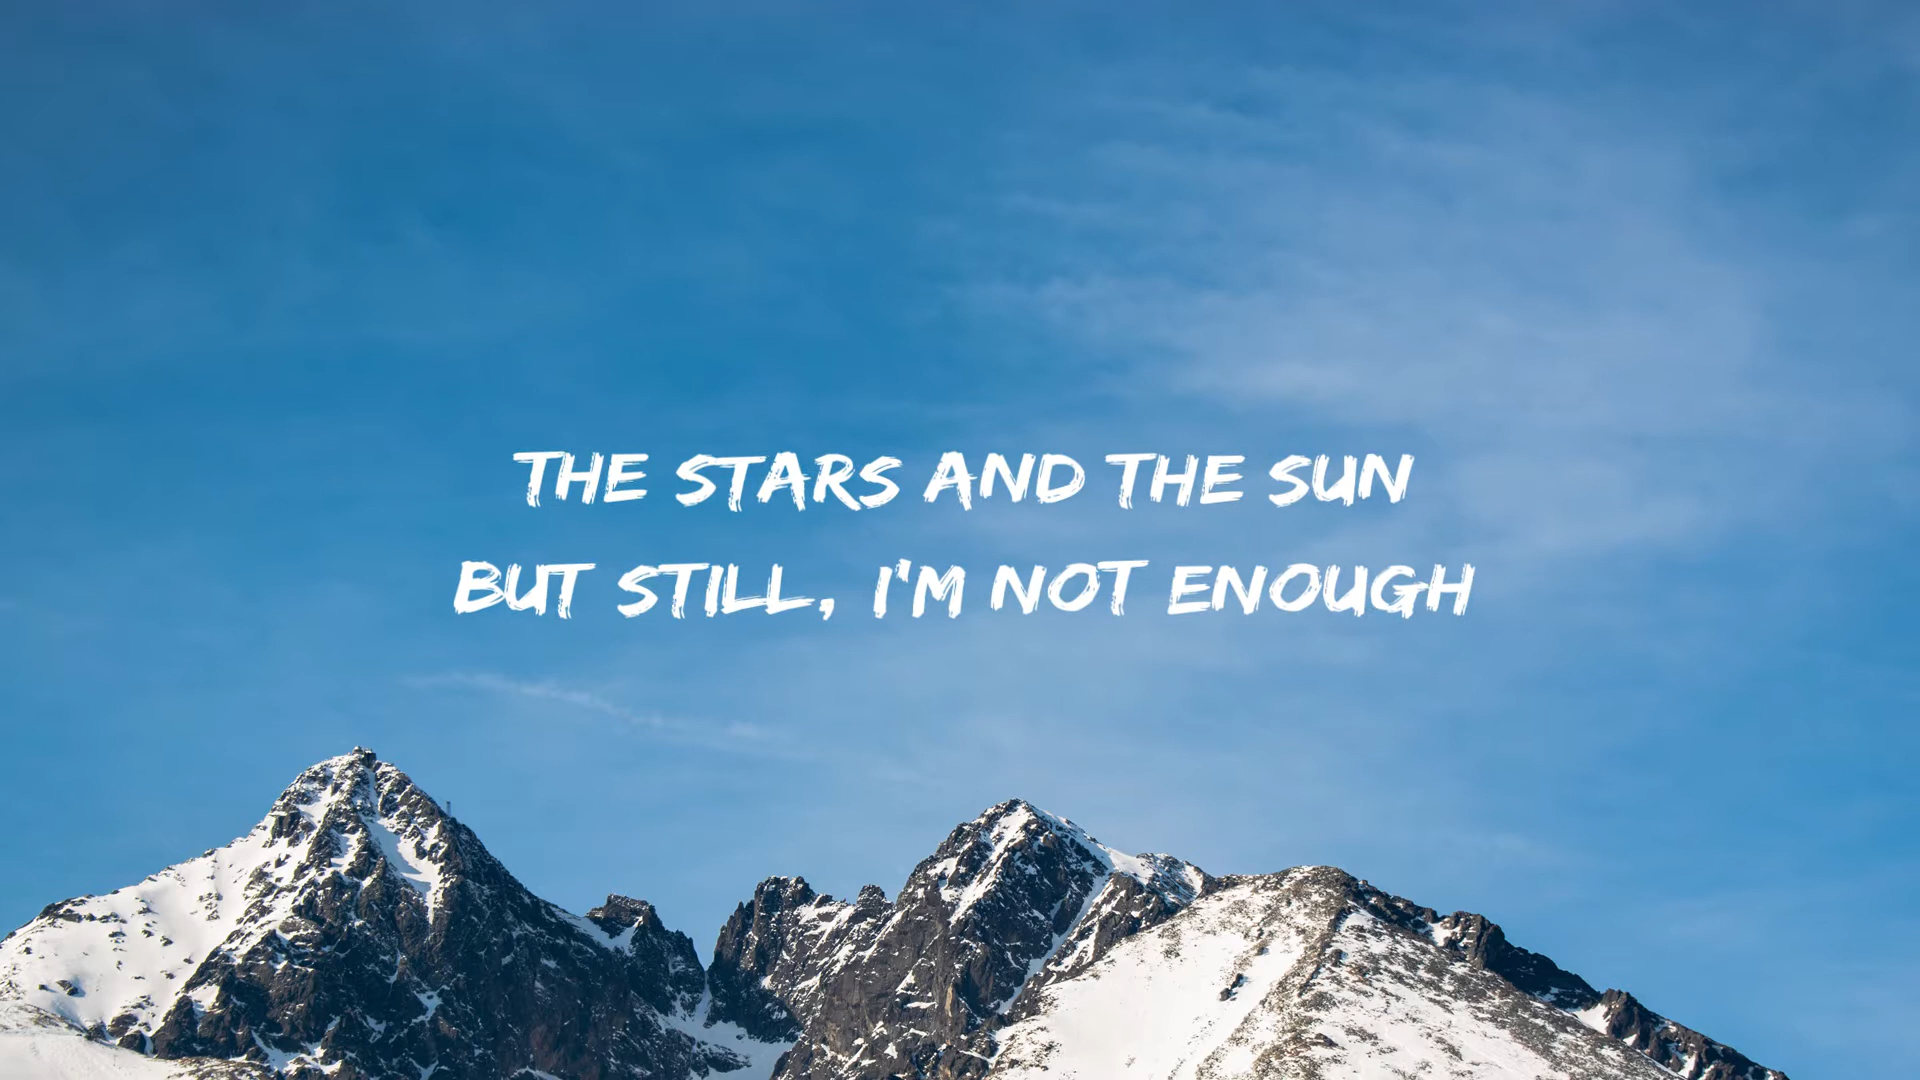 THE STARS AND THE SUN
BUT STILL, I'M NOT ENOUGH